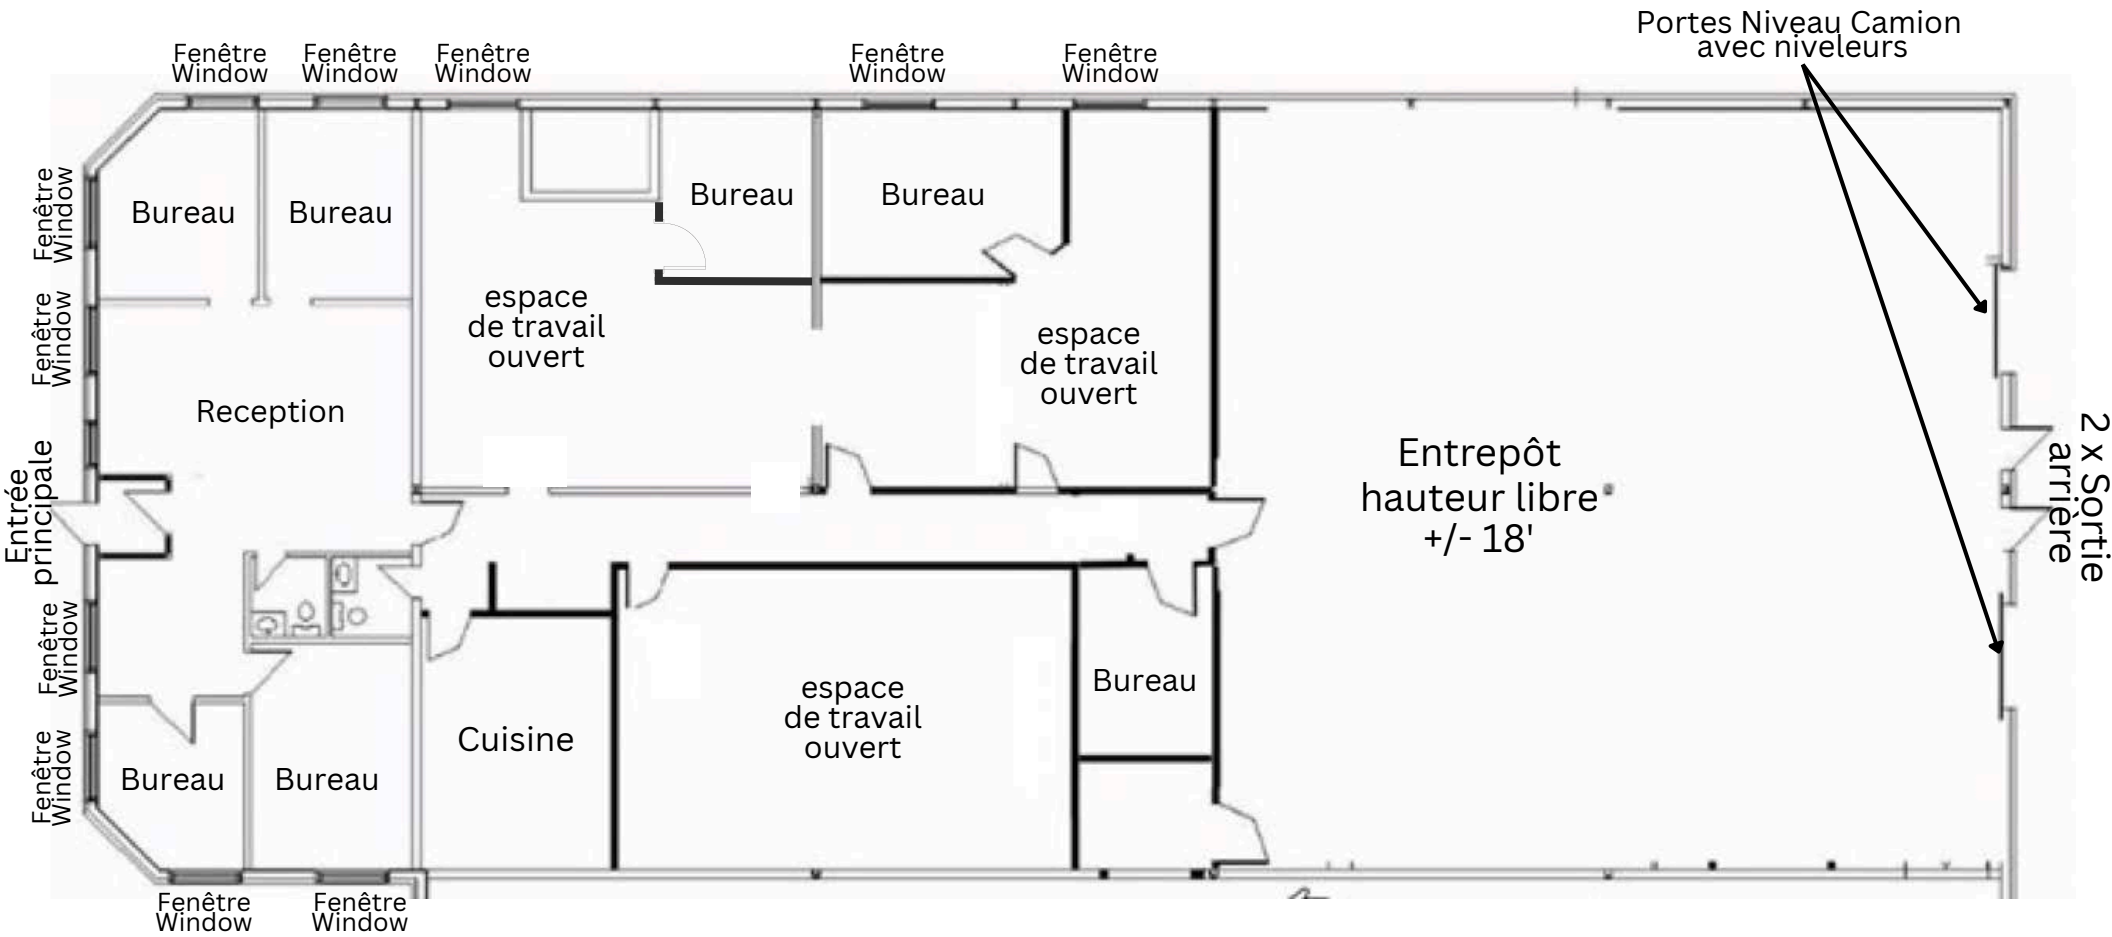 Portes Niveau Camion
avec niveleurs
Fenêtre
Window
Fenêtre
Window
Fenêtre
Window
Fenêtre
Window
Fenêtre
Window
Fenêtre
Window
Bureau
Bureau
Bureau
Bureau
Fenêtre
Window
espace
de travail
ouvert
espace
de travail
ouvert
Reception
Entrée
principale
Entrepôt
hauteur libre
+/- 18'
2 x Sortie
arrière
Fenêtre
Window
Bureau
espace
de travail
ouvert
Cuisine
Fenêtre
Window
Bureau
Bureau
Fenêtre
Window
Fenêtre
Window